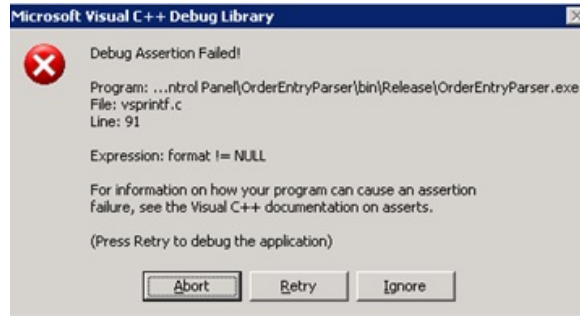 Microsoft Visual C++ Debug Library
Debug Assertion Failed!
Program: ...ntrol Panel\OrderEntryParser\bin\Release\OrderEntryParser.exe
File: vsprintf.c
Line: 91
Expression: format != NULL
For information on how your program can cause an assertion
failure, see the Visual C++ documentation on asserts.
(Press Retry to debug the application)
Abort Retry Ignore